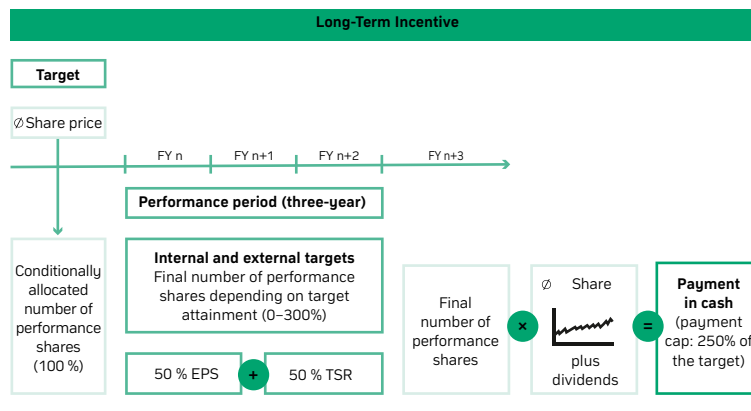 Long-Term Incentive
Target
Ø Share price
FY n
FY n+1
FY n+2
FY n+3
Performance period (three-year)
Conditionally
allocated
number of
performance
shares
(100 %)
Internal and external targets
Final number of performance
shares depending on target
attainment (0–300%)
50 % EPS
+
50 % TSR
Final
number of
performance
shares
×
Ø Share
plus
dividends
=
Payment
in cash
(payment
cap: 250% of
the target)